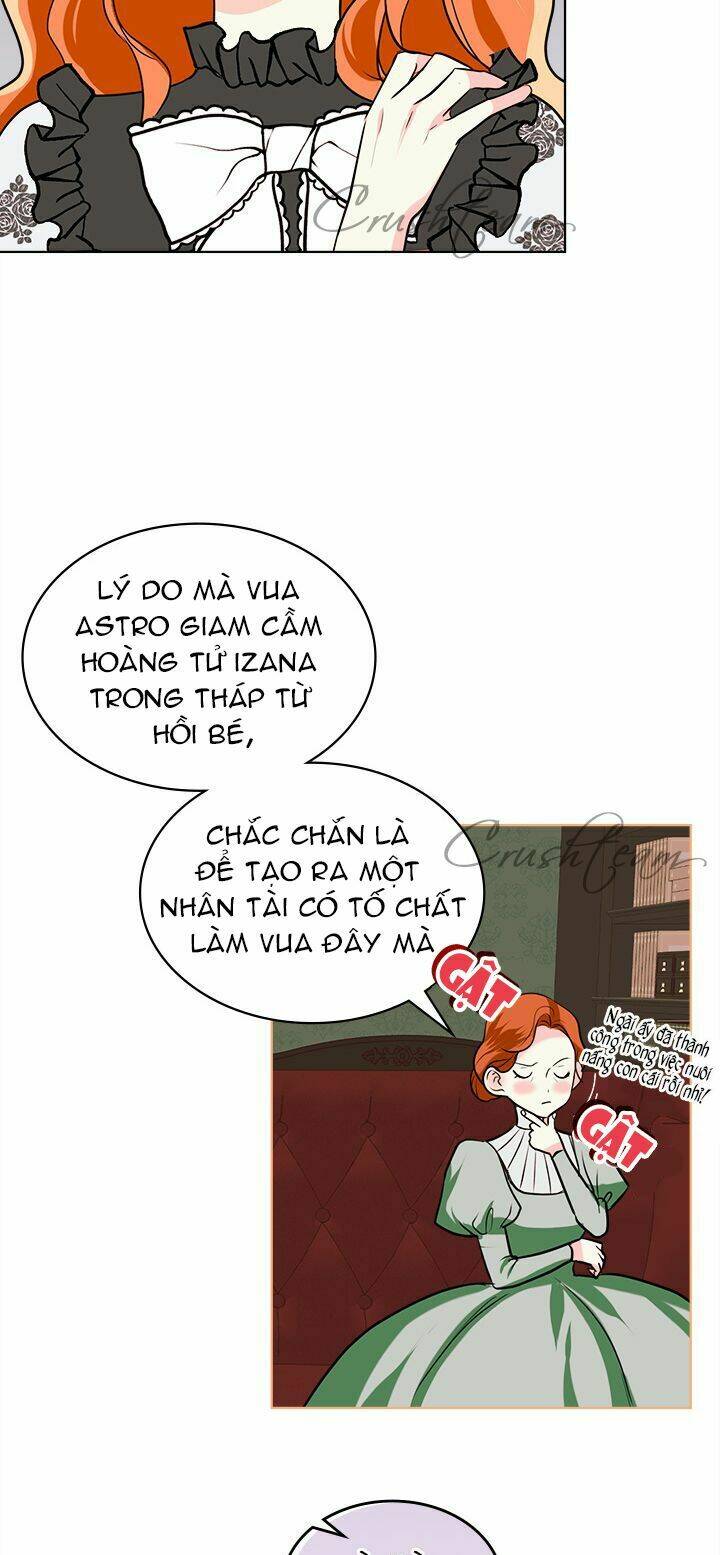 Crushteam
LÝ DO MÀ VUA
ASTRO GIAM CẦM
HOÀNG TỬ IZANA
TRONG THÁP TỪ
HỒI BÉ,
CHẮC CHẮN LÀ
ĐỂ TẠO RA MỘT
NHÂN TÀI CÓ TỐ CHẤT
LÀM VUA ĐÂY MÀ
Crushteam
GẬT
Ngài ấy đã thành
công trong việc nuôi
nấng con cái rồi nhỉ!
GẬT